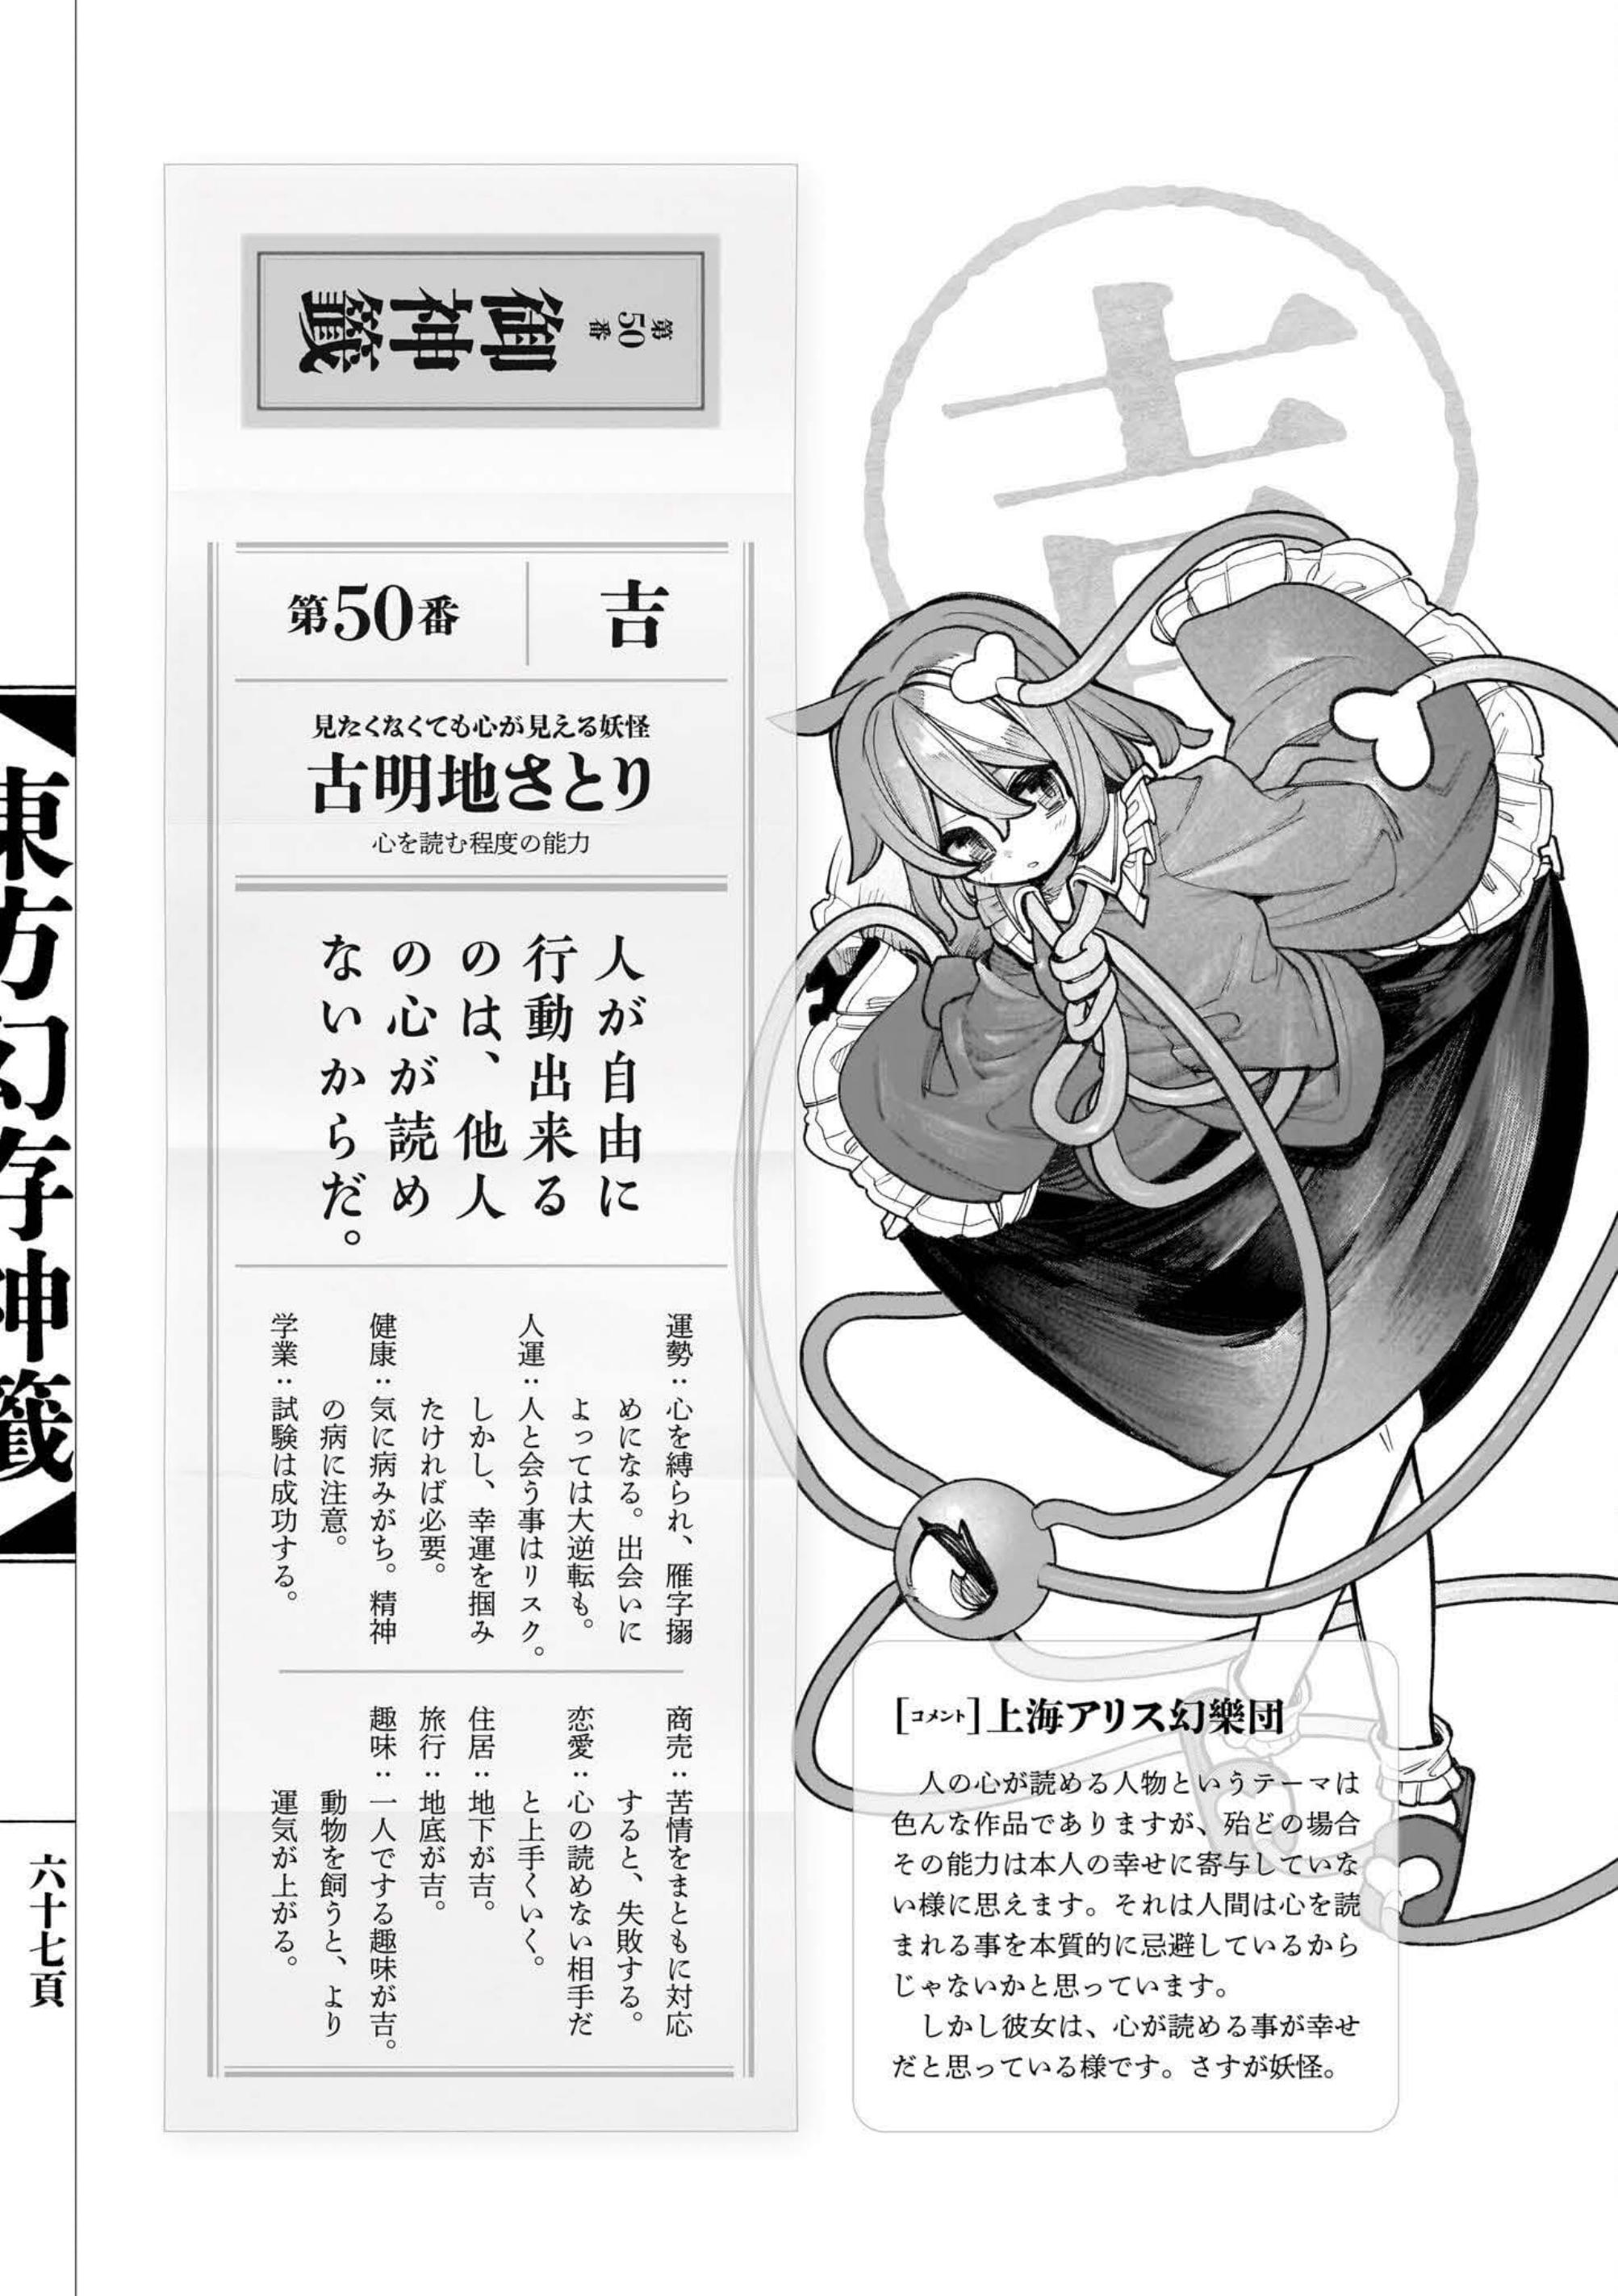 東方幻存神籤
六十七頁
御神籤
第50番
吉
第50番
吉
見たくなくても心が見える妖怪
古明地さとり
心を読む程度の能力
人が自由に
行動出来る
のは、他人
の心が読め
ないからだ。
運勢：心を縛られ、雁字搦
めになる。出会いに
よっては大逆転も。
人運：人と会う事はリスク。
しかし、幸運を掴み
たければ必要。
健康：気に病みがち。精神
の病に注意。
学業：試験は成功する。
商売：苦情をまともに対応
すると、失敗する。
恋愛：心の読めない相手だ
と上手くいく。
住居：地下が吉。
旅行：地底が吉。
趣味：一人でする趣味が吉。
動物を飼うと、より
運気が上がる。
［コメント］上海アリス幻樂団
　人の心が読める人物というテーマは
色んな作品でありますが、殆どの場合
その能力は本人の幸せに寄与していな
い様に思えます。それは人間は心を読
まれる事を本質的に忌避しているから
じゃないかと思っています。
　しかし彼女は、心が読める事が幸せ
だと思っている様です。さすが妖怪。